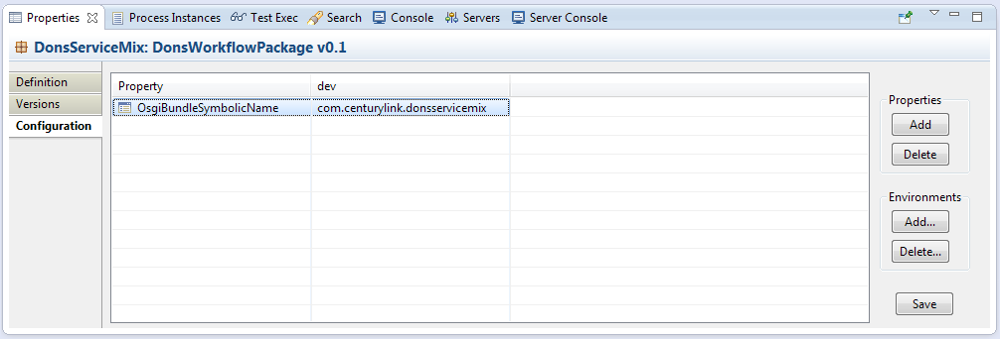 Properties Process Instances Test Exec Search Console Servers Server Console
DonsServiceMix: DonsWorkflowPackage v0.1
Definition
Versions
Configuration
Property dev
OsgiBundleSymbolicName com.centurylink.donsservicemix
Properties
Add
Delete
Environments
Add...
Delete...
Save